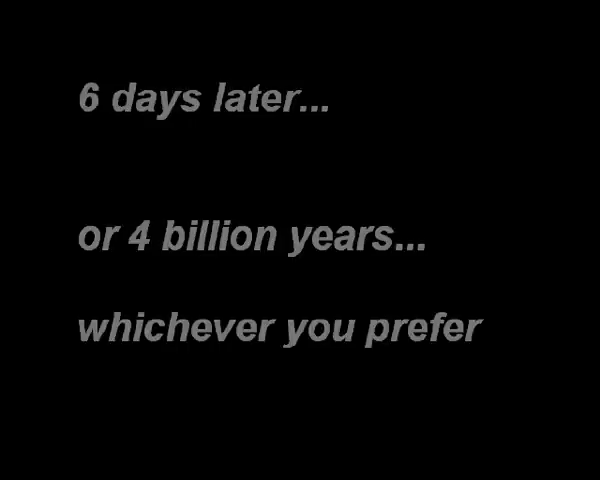 6 days later...
or 4 billion years...
whichever you prefer